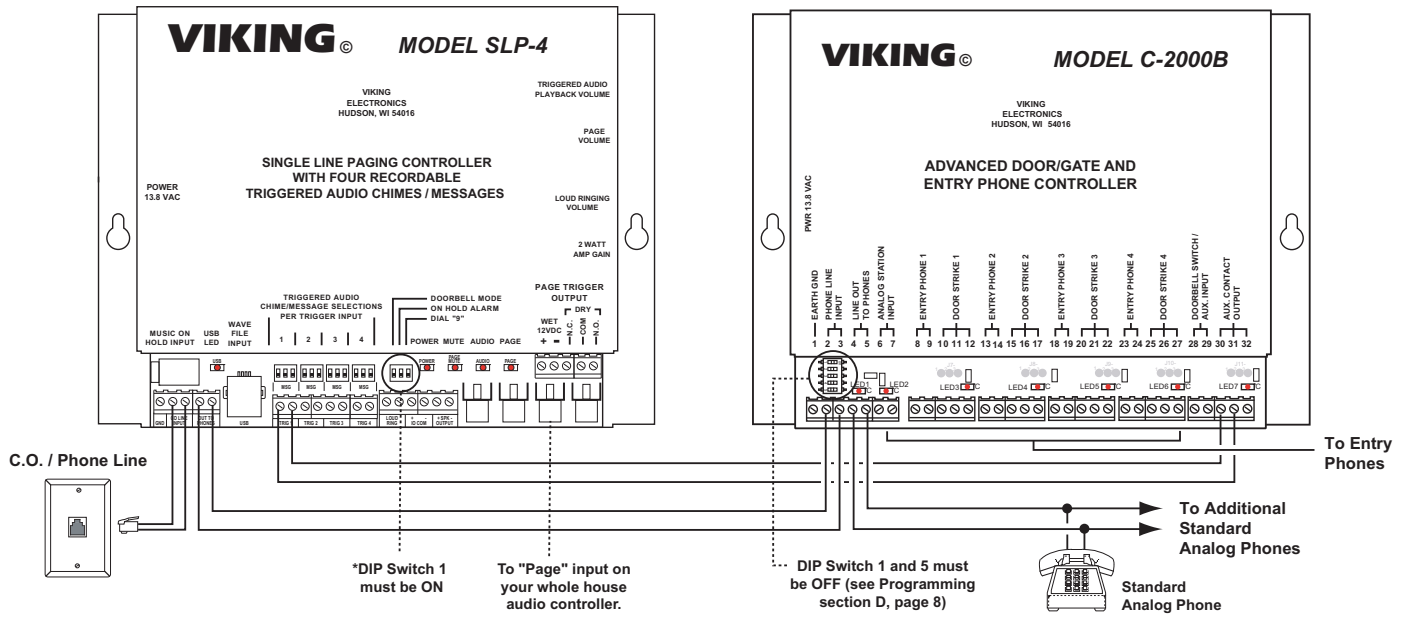 VIKING©
MODEL SLP-4
VIKING
ELECTRONICS
HUDSON, WI 54016
TRIGGERED AUDIO
PLAYBACK VOLUME
PAGE
VOLUME
SINGLE LINE PAGING CONTROLLER
WITH FOUR RECORDABLE
TRIGGERED AUDIO CHIMES / MESSAGES
POWER
13.8 VAC
LOUD RINGING
VOLUME
2 WATT
AMP GAIN
TRIGGERED AUDIO
CHIME/MESSAGE SELECTIONS
PER TRIGGER INPUT
DOORBELL MODE
ON HOLD ALARM
DIAL "9"
PAGE TRIGGER
OUTPUT
DRY
WET
12VDC
+ -
N.C.
COM
N.O.
MUSIC ON
HOLD INPUT
USB
LED
WAVE
FILE
INPUT
1 2 3 4
POWER MUTE AUDIO PAGE
USB
POWER
PAGE
MUTE
AUDIO
PAGE
MSG MSG MSG MSG
GND
CO LINE
INPUT
OUT TO
PHONES
USB
TRIG 1 TRIG 2 TRIG 3 TRIG 4
LOUD
RING
+ -
IO COM
+ SPK -
OUTPUT
VIKING©
MODEL C-2000B
VIKING
ELECTRONICS
HUDSON, WI 54016
ADVANCED DOOR/GATE AND
ENTRY PHONE CONTROLLER
PWR 13.8 VAC
EARTH GND
PHONE LINE
INPUT
LINE OUT
TO PHONES
ANALOG STATION
INPUT
ENTRY PHONE 1
DOOR STRIKE 1
ENTRY PHONE 2
DOOR STRIKE 2
ENTRY PHONE 3
DOOR STRIKE 3
ENTRY PHONE 4
DOOR STRIKE 4
DOORBELL SWITCH /
AUX. INPUT
AUX. CONTACT
OUTPUT
1 2 3 4 5 6 7 8 9 10 11 12 13 14 15 16 17 18 19 20 21 22 23 24 25 26 27 28 29 30 31 32
LED1 LED2 LED3 LED4 LED5 LED6 LED7
C.O. / Phone Line
To Entry
Phones
To Additional
Standard
Analog Phones
*DIP Switch 1
must be ON
To "Page" input on
your whole house
audio controller.
DIP Switch 1 and 5 must
be OFF (see Programming
section D, page 8)
Standard
Analog Phone